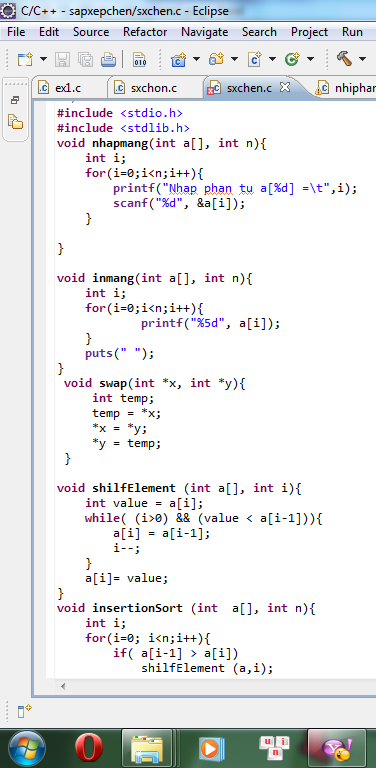 C/C++ - sapxepchen/sxchen.c - Eclipse
File Edit Source Refactor Navigate Search Project Run
ex1.c sxchon.c sxchen.c nhiphar
#include <stdio.h>
#include <stdlib.h>
void nhapmang(int a[], int n){
    int i;
    for(i=0;i<n;i++){
        printf("Nhap phan tu a[%d] =\t",i);
        scanf("%d", &a[i]);
    }
}
void inmang(int a[], int n){
    int i;
    for(i=0;i<n;i++){
            printf("%5d", a[i]);
    }
    puts(" ");
}
 void swap(int *x, int *y){
     int temp;
     temp = *x;
     *x = *y;
     *y = temp;
 }
void shilfElement (int a[], int i){
    int value = a[i];
    while( (i>0) && (value < a[i-1])){
        a[i] = a[i-1];
        i--;
    }
    a[i]= value;
}
void insertionSort (int  a[], int n){
    int i;
    for(i=0; i<n;i++){
        if( a[i-1] > a[i])
            shilfElement (a,i);
u n i